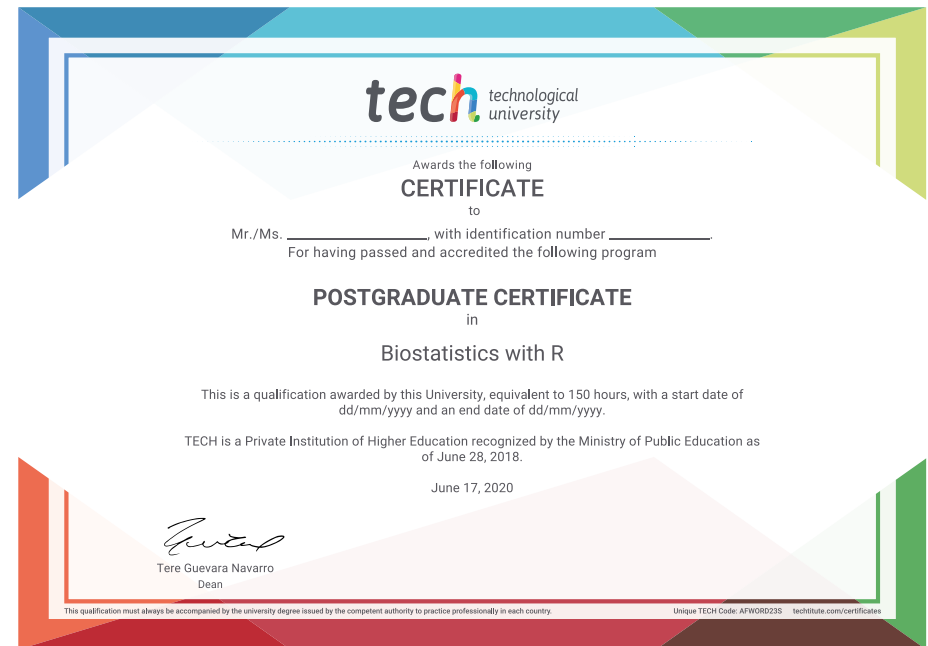 tech technological
university
Awards the following
CERTIFICATE
to
Mr./Ms. ____________________, with identification number ______________.
For having passed and accredited the following program
POSTGRADUATE CERTIFICATE
in
Biostatistics with R
This is a qualification awarded by this University, equivalent to 150 hours, with a start date of
dd/mm/yyyy and an end date of dd/mm/yyyy.
TECH is a Private Institution of Higher Education recognized by the Ministry of Public Education as
of June 28, 2018.
June 17, 2020
Tere Guevara Navarro
Dean
This qualification must always be accompanied by the university degree issued by the competent authority to practice professionally in each country.
Unique TECH Code: AFWORD23S techtitute.com/certificates